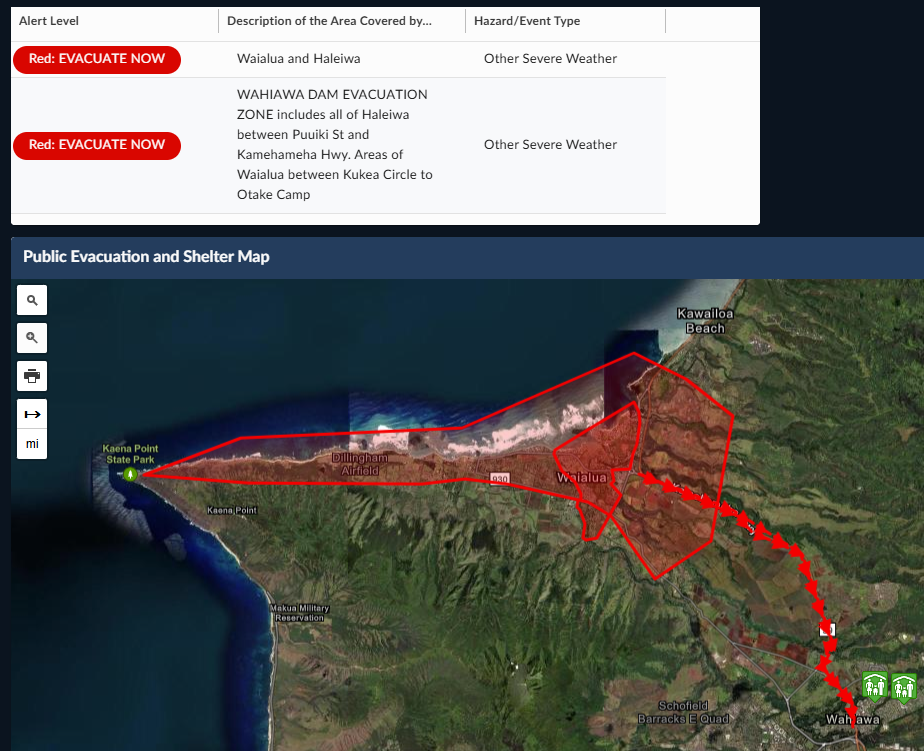 Alert Level
Description of the Area Covered by...
Hazard/Event Type
Red: EVACUATE NOW
Waialua and Haleiwa
Other Severe Weather
Red: EVACUATE NOW
WAHIAWA DAM EVACUATION
ZONE includes all of Haleiwa
between Puuiki St and
Kamehameha Hwy. Areas of
Waialua between Kukea Circle to
Otake Camp
Other Severe Weather
Public Evacuation and Shelter Map
mi
Kawailoa
Beach
Kaena Point
State Park
Dillingham
Airfield
930
Waialua
Kaena Point
Makua Military
Reservation
Schofield
Barracks E Quad
Wahiawa